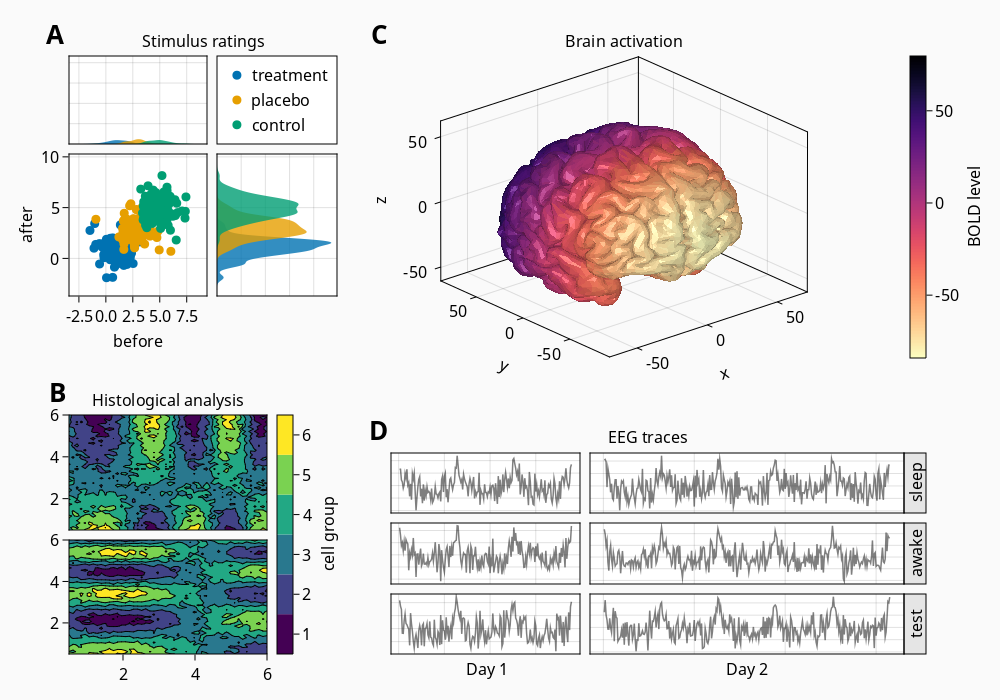 A
Stimulus ratings
treatment
placebo
control
10
5
0
after
-2.5 0.0 2.5 5.0 7.5
before
B
Histological analysis
6
4
2
6
4
2
2 4 6
6
5
4
3
2
1
cell group
C
Brain activation
50
0
-50
z
50
0
-50
y
-50
0
50
x
50
0
-50
BOLD level
D
EEG traces
sleep
awake
test
Day 1 Day 2